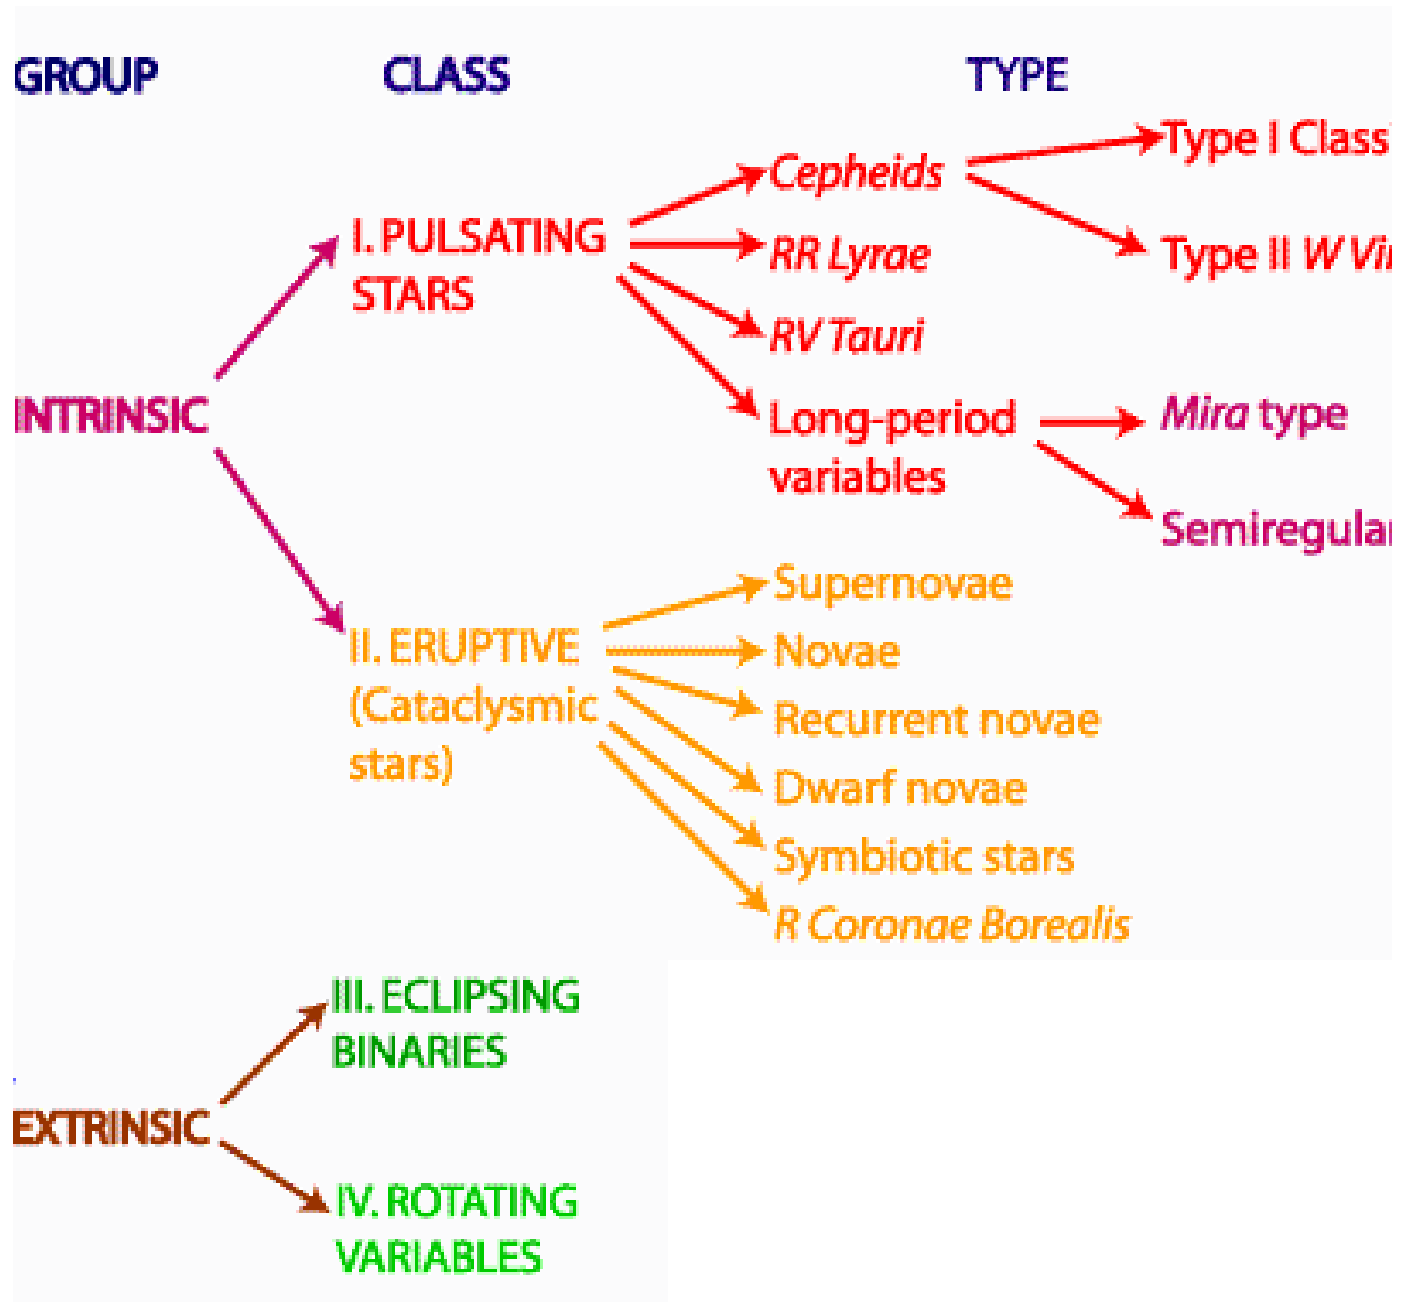 GROUP CLASS TYPE
Type I Class
Cepheids
I. PULSATING
STARS
RR Lyrae
Type II W Vir
RV Tauri
INTRINSIC
Long-period
variables
Mira type
Semiregular
Supernovae
II. ERUPTIVE
(Cataclysmic
stars)
Novae
Recurrent novae
Dwarf novae
Symbiotic stars
R Coronae Borealis
III. ECLIPSING
BINARIES
EXTRINSIC
IV. ROTATING
VARIABLES